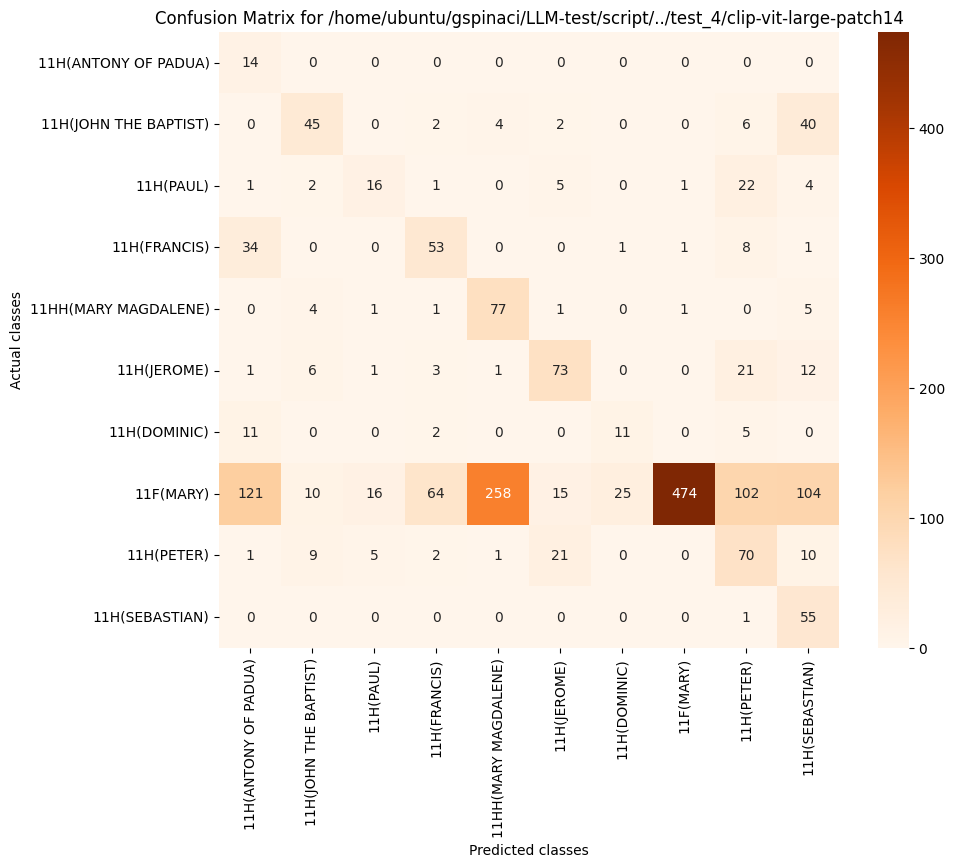 Confusion Matrix for /home/ubuntu/gspinaci/LLM-test/script/../test_4/clip-vit-large-patch14
Actual classes
11H(ANTONY OF PADUA) 14 0 0 0 0 0 0 0 0 0
11H(JOHN THE BAPTIST) 0 45 0 2 4 2 0 0 6 40
11H(PAUL) 1 2 16 1 0 5 0 1 22 4
11H(FRANCIS) 34 0 0 53 0 0 1 1 8 1
11HH(MARY MAGDALENE) 0 4 1 1 77 1 0 1 0 5
11H(JEROME) 1 6 1 3 1 73 0 0 21 12
11H(DOMINIC) 11 0 0 2 0 0 11 0 5 0
11F(MARY) 121 10 16 64 258 15 25 474 102 104
11H(PETER) 1 9 5 2 1 21 0 0 70 10
11H(SEBASTIAN) 0 0 0 0 0 0 0 0 1 55
11H(ANTONY OF PADUA)
11H(JOHN THE BAPTIST)
11H(PAUL)
11H(FRANCIS)
11HH(MARY MAGDALENE)
11H(JEROME)
11H(DOMINIC)
11F(MARY)
11H(PETER)
11H(SEBASTIAN)
Predicted classes
400
300
200
100
0